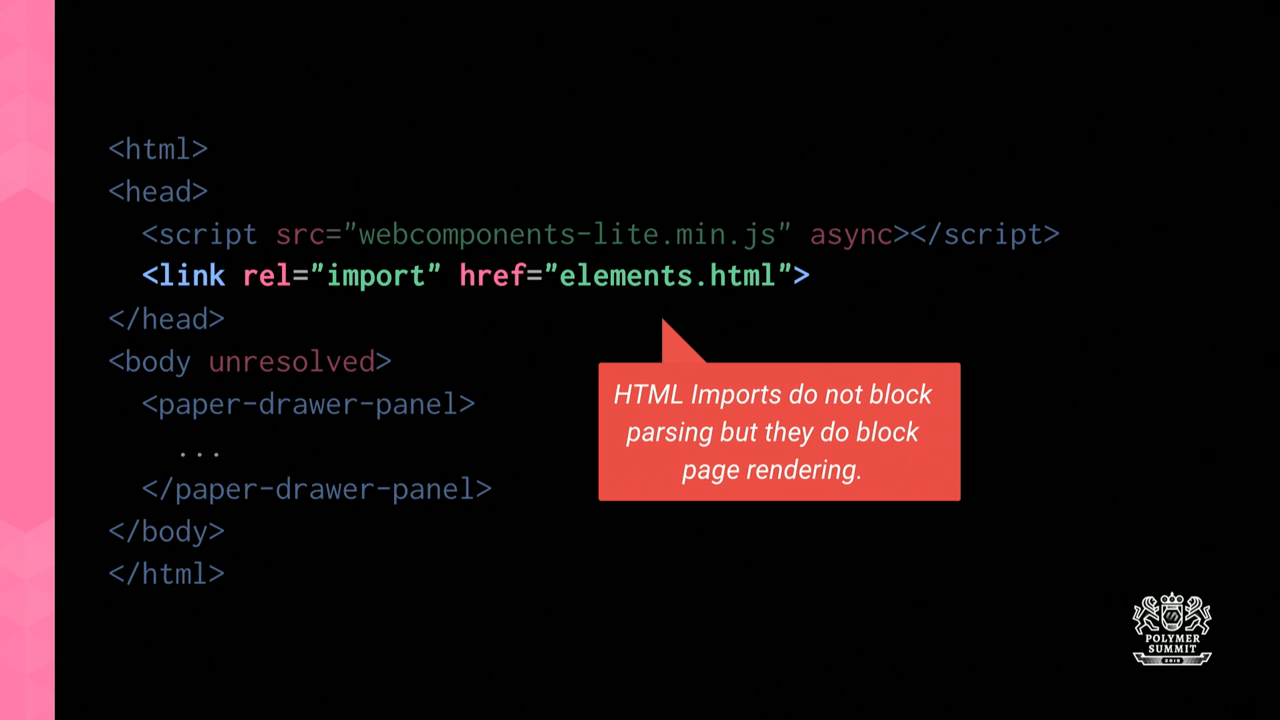 <html>
<head>
<script src="webcomponents-lite.min.js" async></script>
<link rel="import" href="elements.html">
</head>
<body unresolved>
<paper-drawer-panel>
...
</paper-drawer-panel>
</body>
</html>
HTML Imports do not block
parsing but they do block
page rendering.
POLYMER
SUMMIT
2015